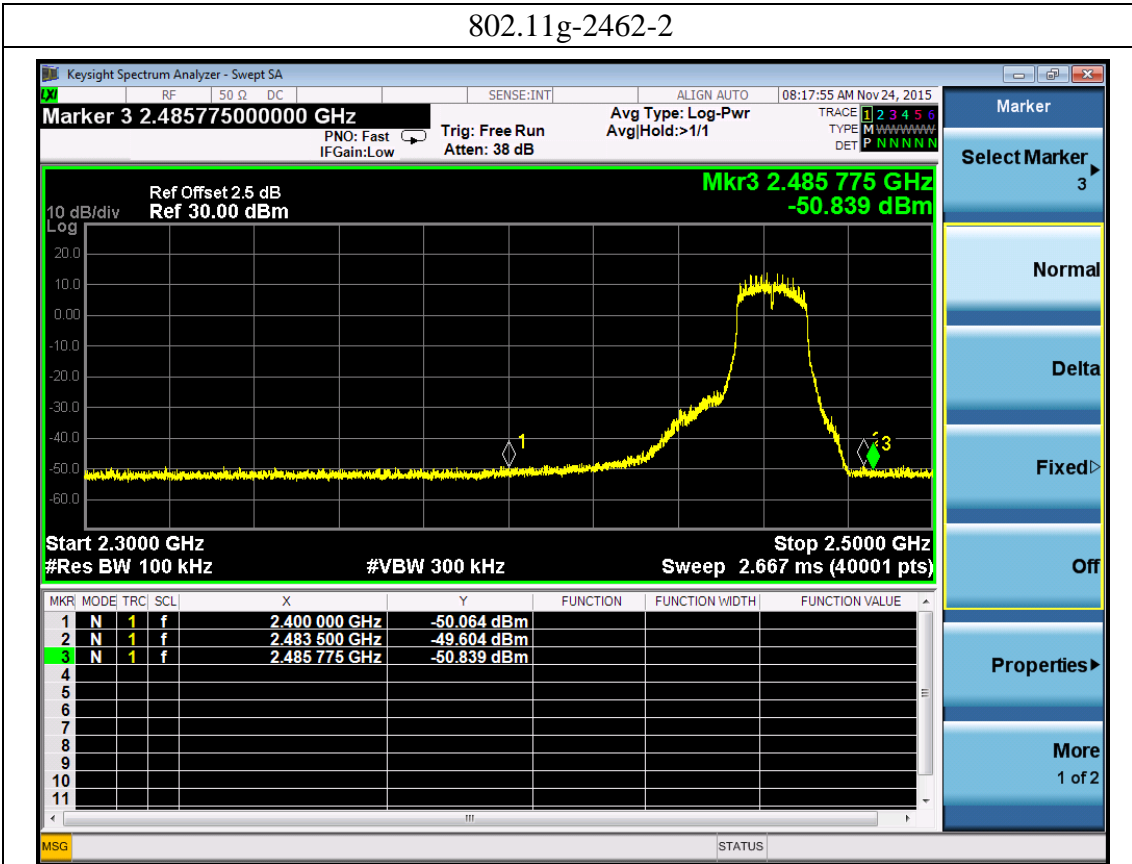 802.11g-2462-2
Keysight Spectrum Analyzer - Swept SA
LXI RF 50 Ω DC SENSE:INT ALIGN AUTO 08:17:55 AM Nov 24, 2015
Marker 3 2.485775000000 GHz
PNO: Fast
IFGain:Low
Trig: Free Run
Atten: 38 dB
Avg Type: Log-Pwr
Avg|Hold:>1/1
TRACE 1 2 3 4 5 6
TYPE M WWWWW
DET P N N N N N
Mkr3 2.485 775 GHz
-50.839 dBm
Ref Offset 2.5 dB
10 dB/div Ref 30.00 dBm
Log
20.0
10.0
0.00
-10.0
-20.0
-30.0
-40.0
-50.0
-60.0
1
3
Start 2.3000 GHz Stop 2.5000 GHz
#Res BW 100 kHz #VBW 300 kHz Sweep 2.667 ms (40001 pts)
MKR MODE TRC SCL X Y FUNCTION FUNCTION WIDTH FUNCTION VALUE
1 N 1 f 2.400 000 GHz -50.064 dBm
2 N 1 f 2.483 500 GHz -49.604 dBm
3 N 1 f 2.485 775 GHz -50.839 dBm
4
5
6
7
8
9
10
11
MSG STATUS
Marker
Select Marker
3
Normal
Delta
Fixed
Off
Properties
More
1 of 2